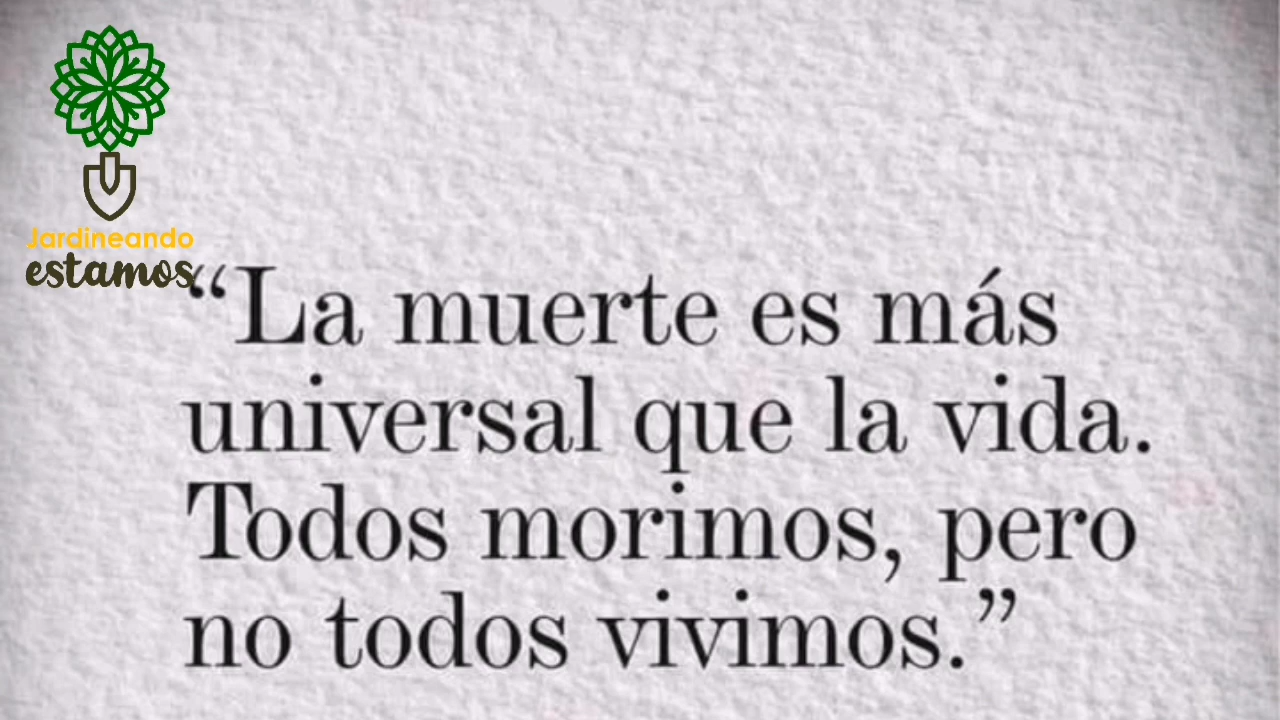 Jardineando
estamos
“La muerte es más
universal que la vida.
Todos morimos, pero
no todos vivimos.”